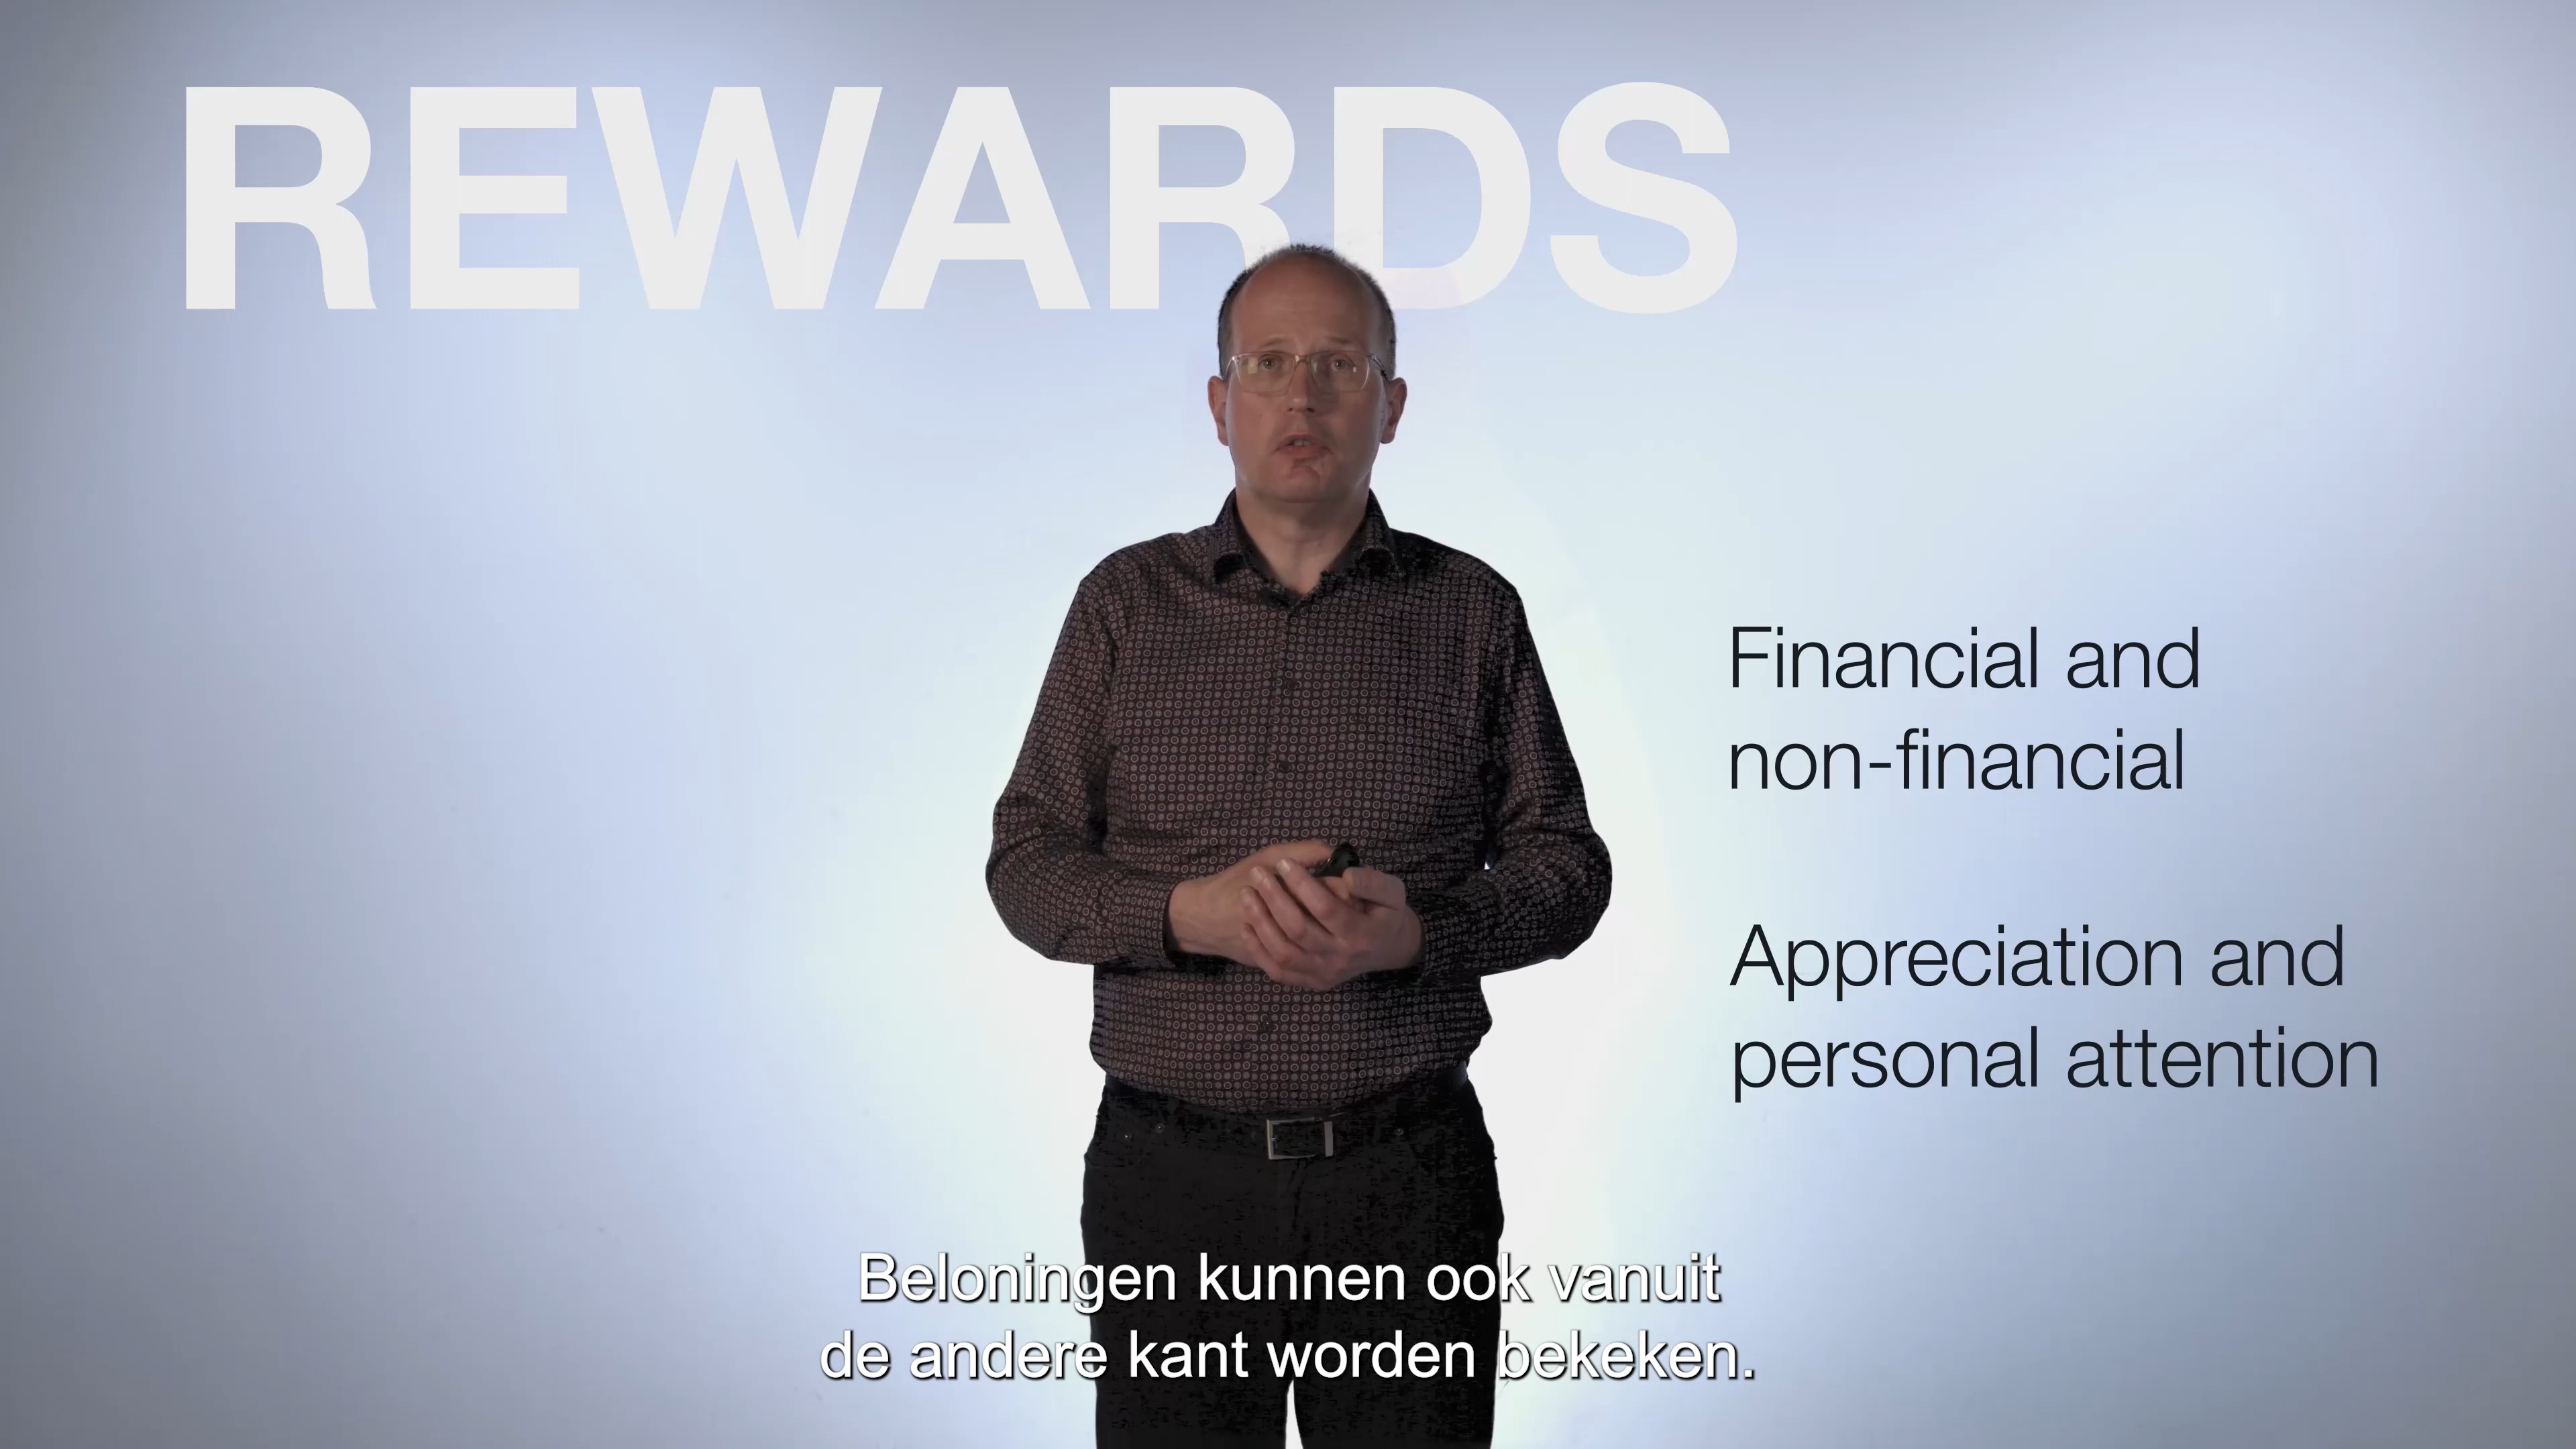 REWARDS
Financial and
non-financial
Appreciation and
personal attention
Beloningen kunnen ook vanuit
de andere kant worden bekeken.